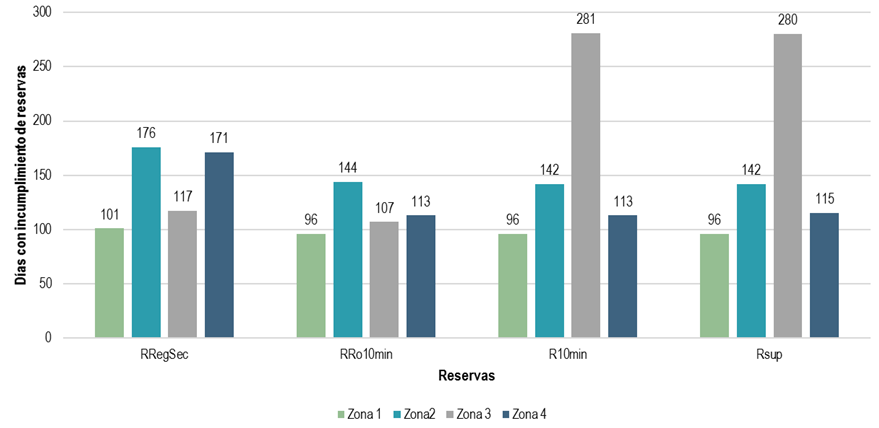 300
250
200
150
100
50
0
Días con incumplimiento de reservas
101
176
117
171
96
144
107
113
96
142
281
113
96
142
280
115
RRegSec
RRo10min
R10min
Rsup
Reservas
Zona 1
Zona2
Zona 3
Zona 4